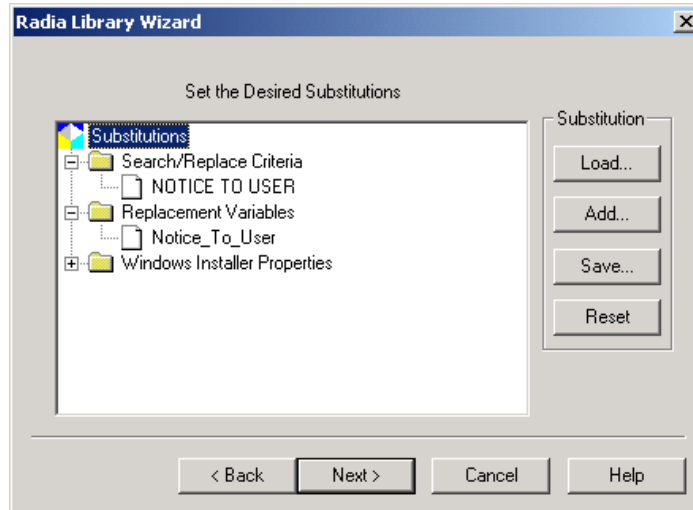 Radia Library Wizard
Set the Desired Substitutions
Substitutions
Search/Replace Criteria
NOTICE TO USER
Replacement Variables
Notice_To_User
Windows Installer Properties
Substitution
Load...
Add...
Save...
Reset
< Back
Next >
Cancel
Help